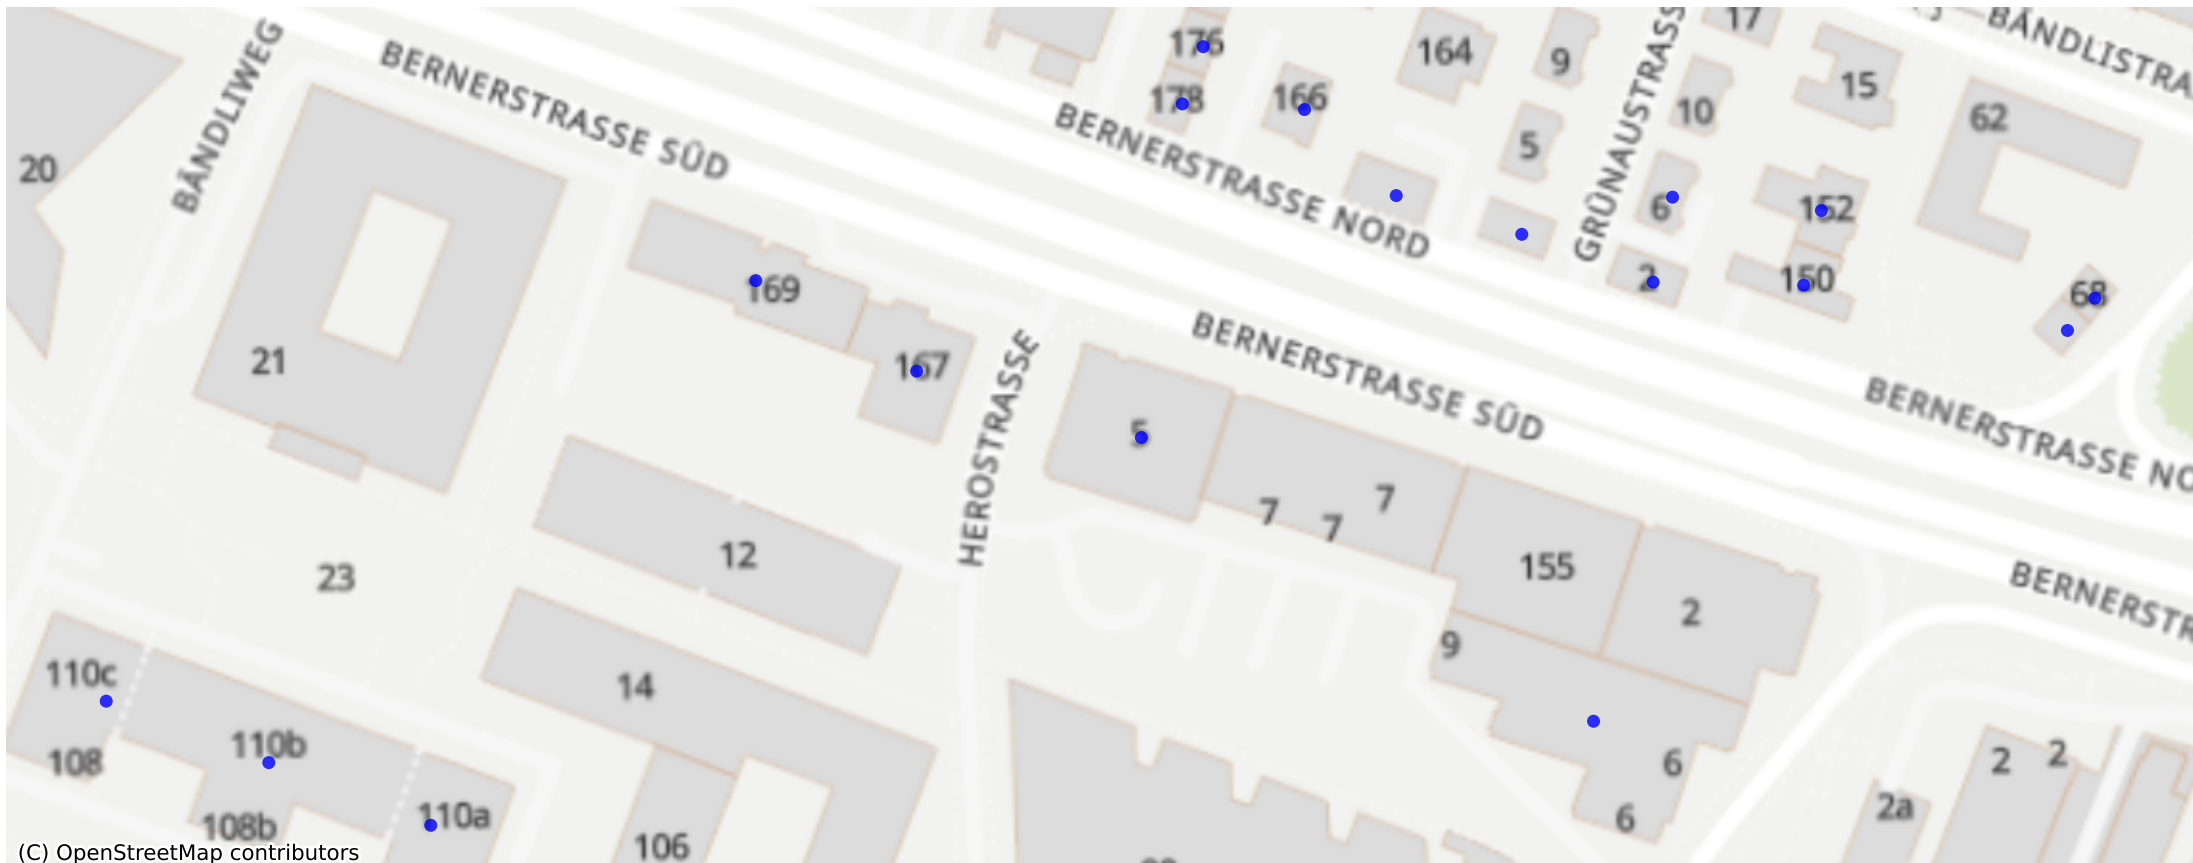 BÄNDLIWEG
BERNERSTRASSE SÜD
176
178
166
164
9
5
17
10
15
BÄNDLISTRA
62
GRÜNAUSTRASS
BERNERSTRASSE NORD
6
152
2
150
68
20
21
169
167
HEROSTRASSE
BERNERSTRASSE SÜD
BERNERSTRASSE NO
5
7
7
7
155
2
BERNERSTR
12
23
14
9
6
6
110c
108
110b
108b
110a
106
2
2
2a
(C) OpenStreetMap contributors